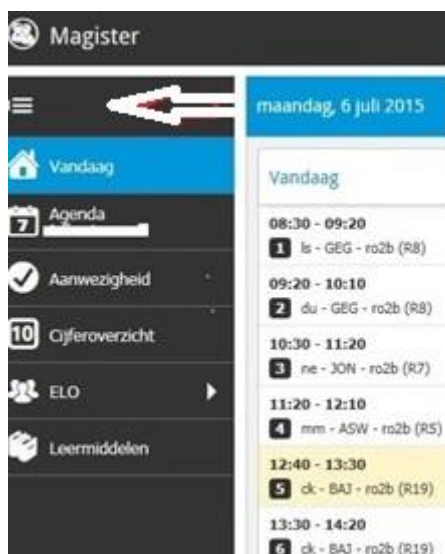 Magister
Vandaag
7 Agenda
Aanwezigheid
10 Cijferoverzicht
ELO
Leermiddelen
maandag, 6 juli 2015
Vandaag
08:30 - 09:20
1 ls - GEG - ro2b (R8)
09:20 - 10:10
2 du - GEG - ro2b (R8)
10:30 - 11:20
3 ne - JON - ro2b (R7)
11:20 - 12:10
4 mm - ASW - ro2b (R5)
12:40 - 13:30
5 ck - BAJ - ro2b (R19)
13:30 - 14:20
6 ck - BAJ - ro2b (R19)